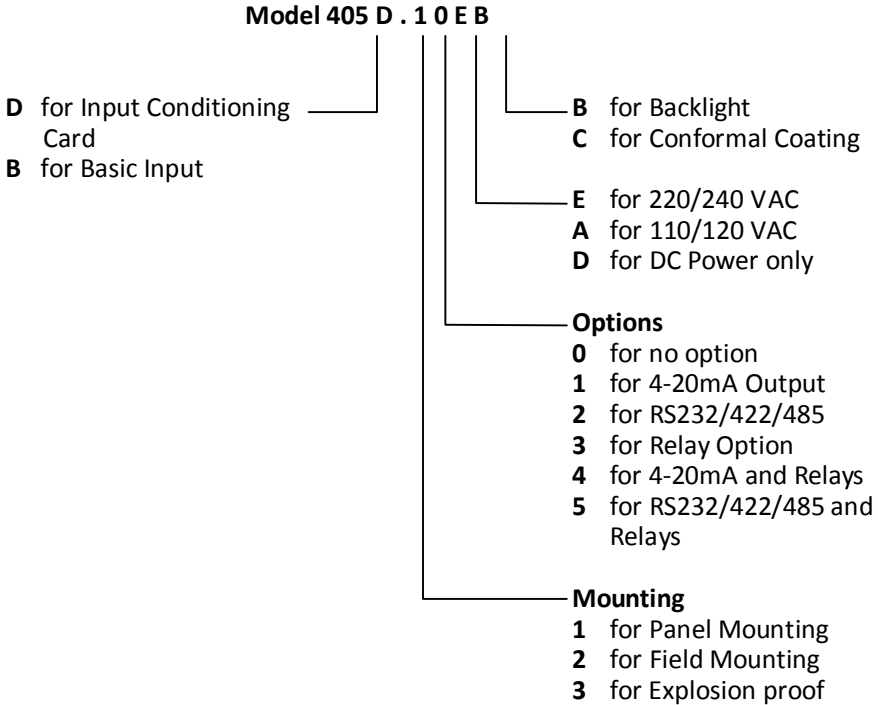 Model 405 D . 1 0 E B
D for Input Conditioning
Card
B for Basic Input
B for Backlight
C for Conformal Coating
E for 220/240 VAC
A for 110/120 VAC
D for DC Power only
Options
0 for no option
1 for 4-20mA Output
2 for RS232/422/485
3 for Relay Option
4 for 4-20mA and Relays
5 for RS232/422/485 and
Relays
Mounting
1 for Panel Mounting
2 for Field Mounting
3 for Explosion proof